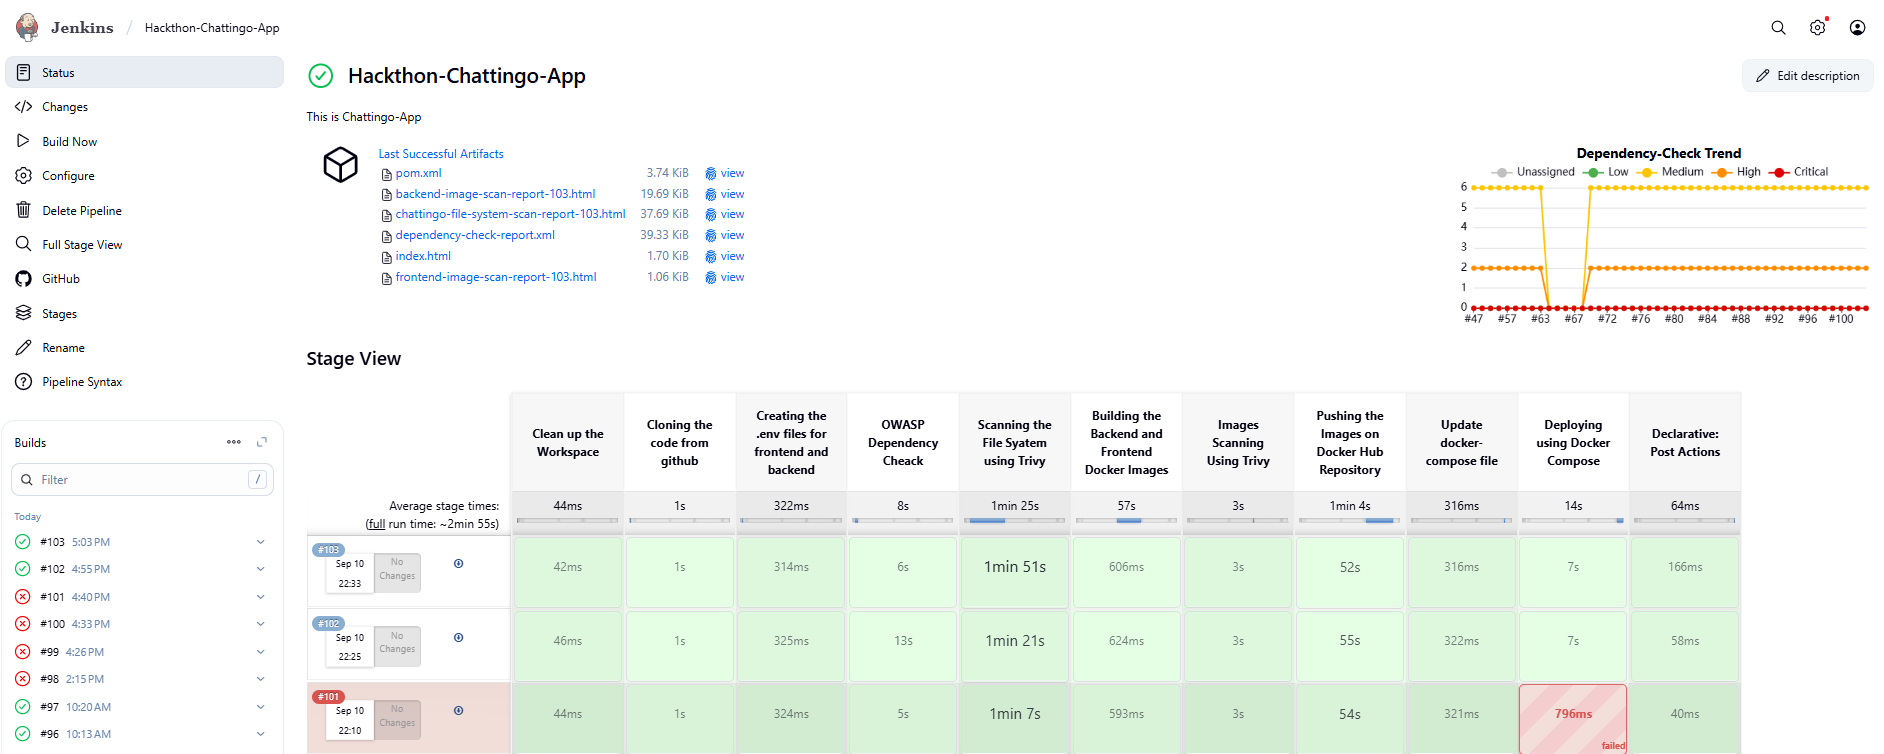 Jenkins / Hackthon-Chattingo-App
Status
Changes
Build Now
Configure
Delete Pipeline
Full Stage View
GitHub
Stages
Rename
Pipeline Syntax
Builds
Filter /
Today
#103 5:03 PM
#102 4:55 PM
#101 4:40 PM
#100 4:33 PM
#99 4:26 PM
#98 2:15 PM
#97 10:20 AM
#96 10:13 AM
Hackthon-Chattingo-App
Edit description
This is Chattingo-App
Last Successful Artifacts
pom.xml 3.74 KiB view
backend-image-scan-report-103.html 19.69 KiB view
chattingo-file-system-scan-report-103.html 37.69 KiB view
dependency-check-report.xml 39.33 KiB view
index.html 1.70 KiB view
frontend-image-scan-report-103.html 1.06 KiB view
Dependency-Check Trend
Unassigned Low Medium High Critical
6
5
4
3
2
1
0
#47 #57 #63 #67 #72 #76 #80 #84 #88 #92 #96 #100
Stage View
Clean up the
Workspace
Cloning the
code from
github
Creating the
.env files for
frontend and
backend
OWASP
Dependency
Cheack
Scanning the
File Syatem
using Trivy
Building the
Backend and
Frontend
Docker Images
Images
Scanning
Using Trivy
Pushing the
Images on
Docker Hub
Repository
Update
docker-
compose file
Deploying
using Docker
Compose
Declarative:
Post Actions
Average stage times:
(full run time: ~2min 55s)
44ms 1s 322ms 8s 1min 25s 57s 3s 1min 4s 316ms 14s 64ms
#103
Sep 10
22:33
No
Changes
42ms 1s 314ms 6s 1min 51s 606ms 3s 52s 316ms 7s 166ms
#102
Sep 10
22:25
No
Changes
46ms 1s 325ms 13s 1min 21s 624ms 3s 55s 322ms 7s 58ms
#101
Sep 10
22:10
No
Changes
44ms 1s 324ms 5s 1min 7s 593ms 3s 54s 321ms 796ms 40ms
failed